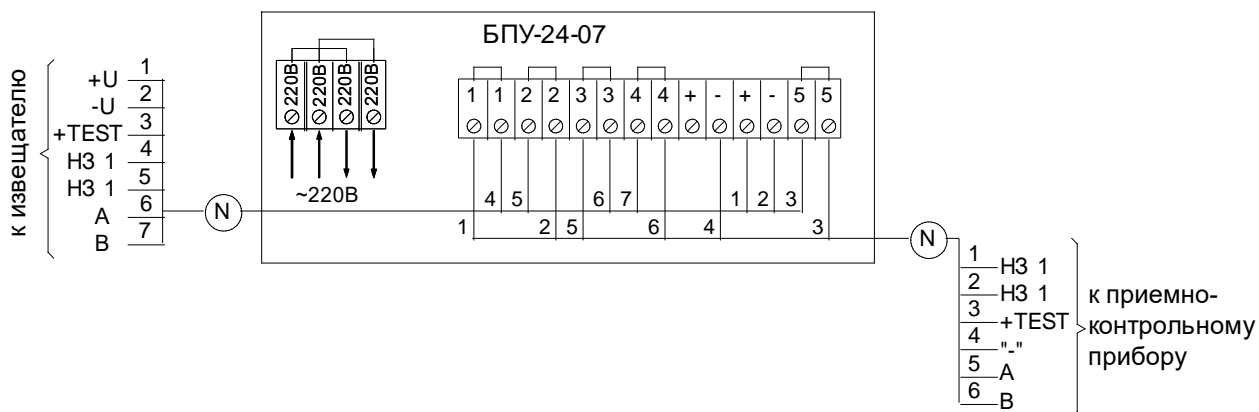 БПУ-24-07
220В 220В 220В 220В
1 1 2 2 3 3 4 4 + - + - 5 5
~220В
к извещателю
+U 1
-U 2
+TEST 3
НЗ 1 4
НЗ 1 5
A 6
B 7
N
4 5 6 7 1 2 3
1 2 5 6 4 3
N
1 НЗ 1
2 НЗ 1
3 +TEST
4 "-"
5 A
6 B
к приемно-
контрольному
прибору